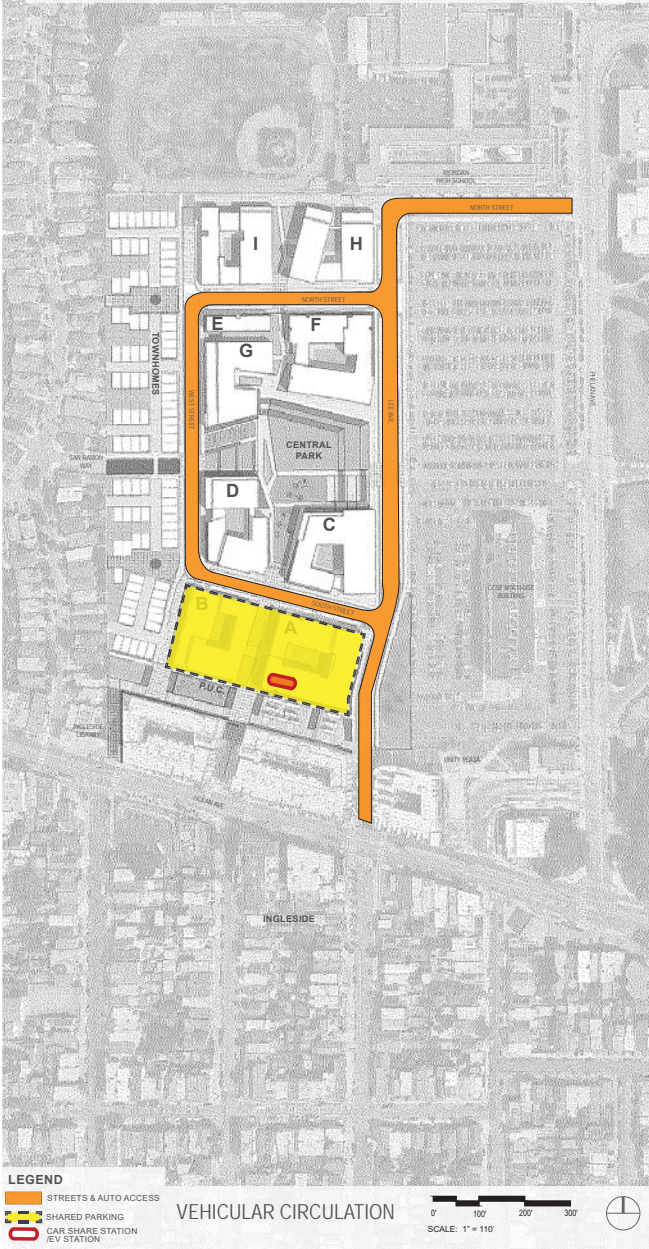 RIORDAN
HIGH SCHOOL
NORTH STREET
I
H
NORTH STREET
E
F
G
TOWNHOMES
WEST STREET
LEE AVE.
PHELAN AVE.
CENTRAL
PARK
SAN RAMON
WAY
D
C
CCSF MULTI-USE
BUILDING
SOUTH STREET
B
A
P.U.C.
INGLESIDE
LIBRARY
UNITY PLAZA
OCEAN AVE
INGLESIDE
LEGEND
STREETS & AUTO ACCESS
SHARED PARKING
CAR SHARE STATION
/EV STATION
VEHICULAR CIRCULATION
0' 100' 200' 300'
SCALE: 1" = 110'